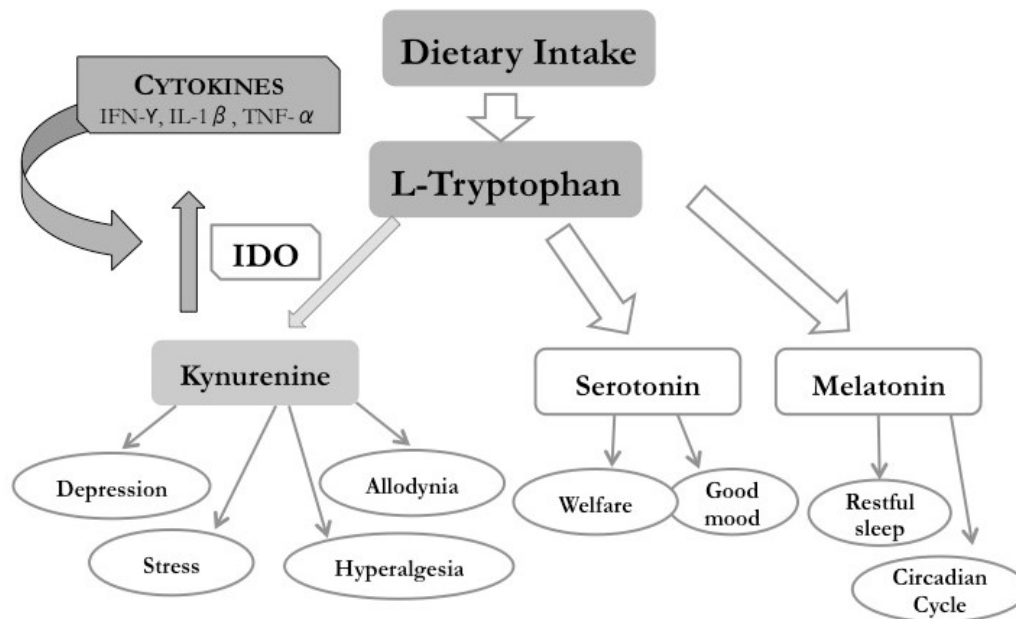 Dietary Intake
CYTOKINES
IFN-ϒ, IL-1β, TNF-α
L-Tryptophan
IDO
Kynurenine
Serotonin
Melatonin
Depression
Allodynia
Stress
Hyperalgesia
Welfare
Good
mood
Restful
sleep
Circadian
Cycle